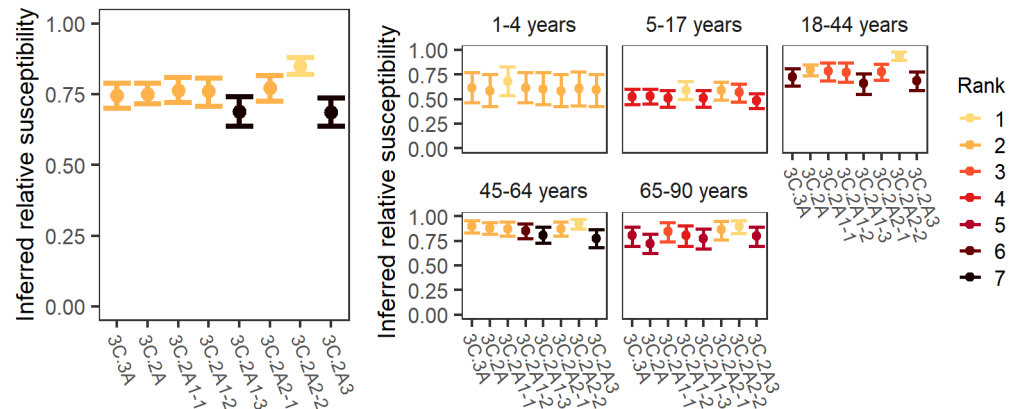 Inferred relative susceptibility
1.00
0.75
0.50
0.25
0.00
3C.3A
3C.2A
3C.2A1-1
3C.2A1-2
3C.2A1-3
3C.2A2-1
3C.2A2-2
3C.2A3
Inferred relative susceptibility
1-4 years
5-17 years
18-44 years
1.00
0.75
0.50
0.25
0.00
3C.3A
3C.2A
3C.2A1-1
3C.2A1-2
3C.2A1-3
3C.2A2-1
3C.2A2-2
3C.2A3
45-64 years
65-90 years
1.00
0.75
0.50
0.25
0.00
3C.3A
3C.2A
3C.2A1-1
3C.2A1-2
3C.2A1-3
3C.2A2-1
3C.2A2-2
3C.2A3
3C.3A
3C.2A
3C.2A1-1
3C.2A1-2
3C.2A1-3
3C.2A2-1
3C.2A2-2
3C.2A3
Rank
1
2
3
4
5
6
7